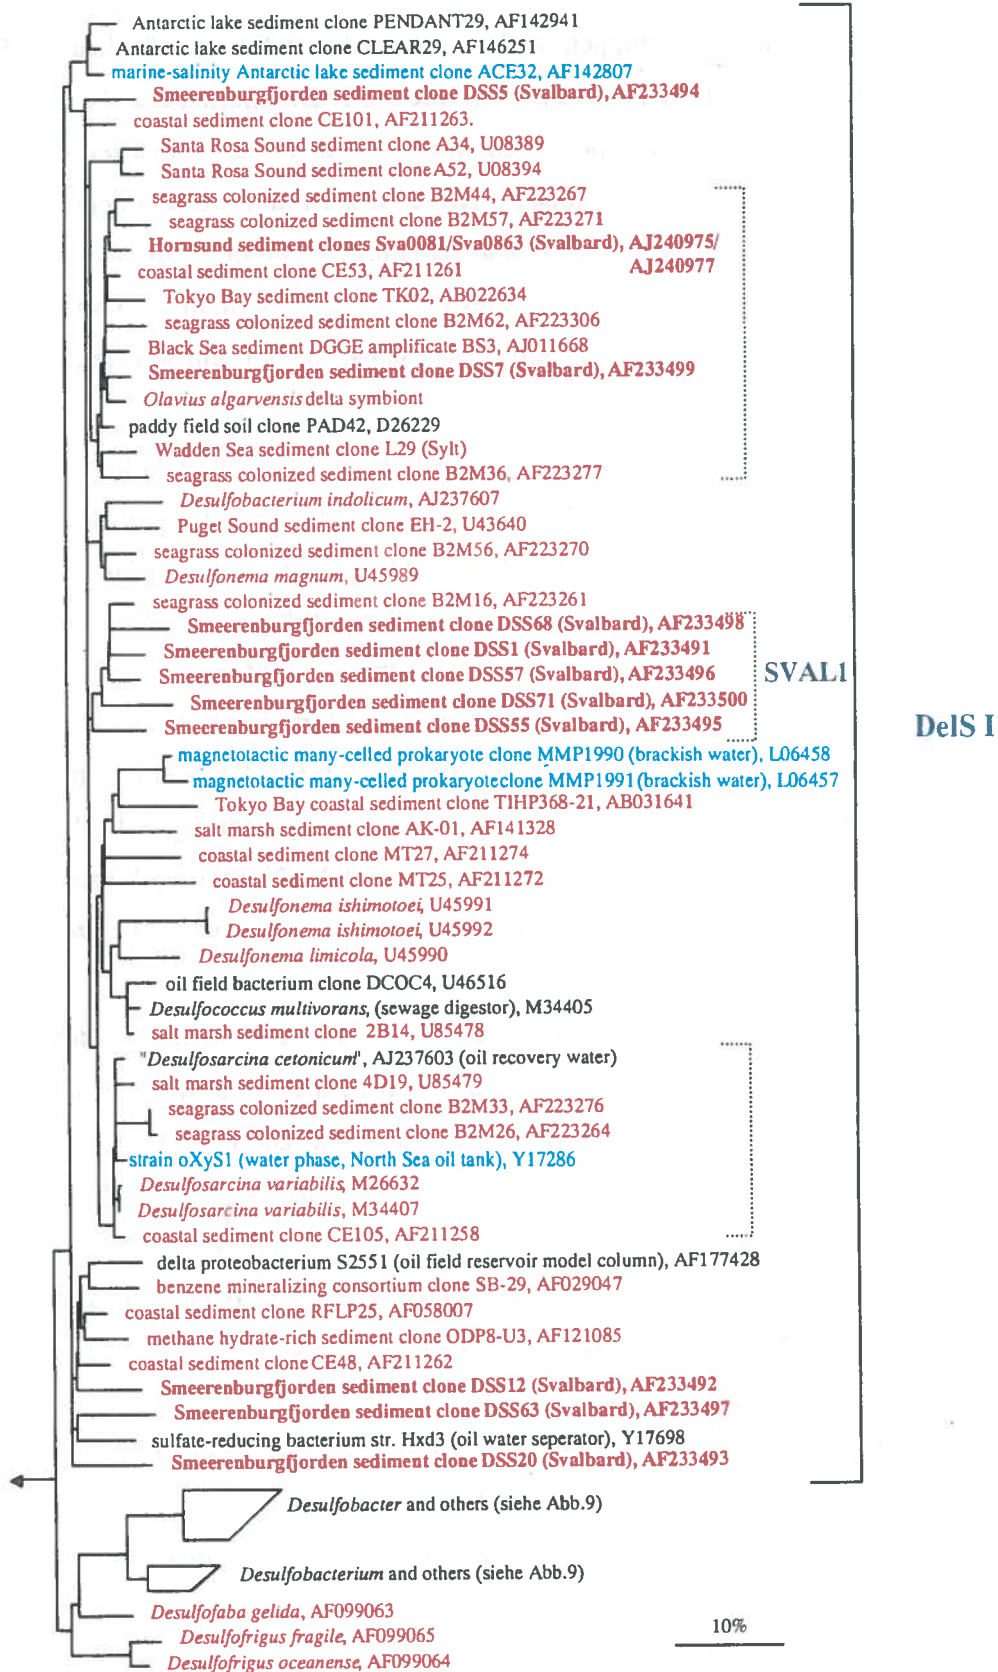 Antarctic lake sediment clone PENDANT29, AF142941
Antarctic lake sediment clone CLEAR29, AF146251
marine-salinity Antarctic lake sediment clone ACE32, AF142807
Smeerenburgfjorden sediment clone DSS5 (Svalbard), AF233494
coastal sediment clone CE101, AF211263.
Santa Rosa Sound sediment clone A34, U08389
Santa Rosa Sound sediment clone A52, U08394
seagrass colonized sediment clone B2M44, AF223267
seagrass colonized sediment clone B2M57, AF223271
Hornsund sediment clones Sva0081/Sva0863 (Svalbard), AJ240975/
AJ240977
coastal sediment clone CE53, AF211261
Tokyo Bay sediment clone TK02, AB022634
seagrass colonized sediment clone B2M62, AF223306
Black Sea sediment DGGE amplificate BS3, AJ011668
Smeerenburgfjorden sediment clone DSS7 (Svalbard), AF233499
Olavius algarvensis delta symbiont
paddy field soil clone PAD42, D26229
Wadden Sea sediment clone L29 (Sylt)
seagrass colonized sediment clone B2M36, AF223277
Desulfobacterium indolicum, AJ237607
Puget Sound sediment clone EH-2, U43640
seagrass colonized sediment clone B2M56, AF223270
Desulfonema magnum, U45989
seagrass colonized sediment clone B2M16, AF223261
Smeerenburgfjorden sediment clone DSS68 (Svalbard), AF233498
Smeerenburgfjorden sediment clone DSS1 (Svalbard), AF233491
Smeerenburgfjorden sediment clone DSS57 (Svalbard), AF233496
SVAL1
Smeerenburgfjorden sediment clone DSS71 (Svalbard), AF233500
Smeerenburgfjorden sediment clone DSS55 (Svalbard), AF233495
DelS I
magnetotactic many-celled prokaryote clone MMP1990 (brackish water), L06458
magnetotactic many-celled prokaryoteclone MMP1991 (brackish water), L06457
Tokyo Bay coastal sediment clone TIHP368-21, AB031641
salt marsh sediment clone AK-01, AF141328
coastal sediment clone MT27, AF211274
coastal sediment clone MT25, AF211272
Desulfonema ishimotoei, U45991
Desulfonema ishimotoei, U45992
Desulfonema limicola, U45990
oil field bacterium clone DCOC4, U46516
Desulfococcus multivorans, (sewage digestor), M34405
salt marsh sediment clone 2B14, U85478
"Desulfosarcina cetonicum", AJ237603 (oil recovery water)
salt marsh sediment clone 4D19, U85479
seagrass colonized sediment clone B2M33, AF223276
seagrass colonized sediment clone B2M26, AF223264
strain oXyS1 (water phase, North Sea oil tank), Y17286
Desulfosarcina variabilis, M26632
Desulfosarcina variabilis, M34407
coastal sediment clone CE105, AF211258
delta proteobacterium S2551 (oil field reservoir model column), AF177428
benzene mineralizing consortium clone SB-29, AF029047
coastal sediment clone RFLP25, AF058007
methane hydrate-rich sediment clone ODP8-U3, AF121085
coastal sediment clone CE48, AF211262
Smeerenburgfjorden sediment clone DSS12 (Svalbard), AF233492
Smeerenburgfjorden sediment clone DSS63 (Svalbard), AF233497
sulfate-reducing bacterium str. Hxd3 (oil water seperator), Y17698
Smeerenburgfjorden sediment clone DSS20 (Svalbard), AF233493
Desulfobacter and others (siehe Abb.9)
Desulfobacterium and others (siehe Abb.9)
Desulfofaba gelida, AF099063
10%
Desulfofrigus fragile, AF099065
Desulfofrigus oceanense, AF099064